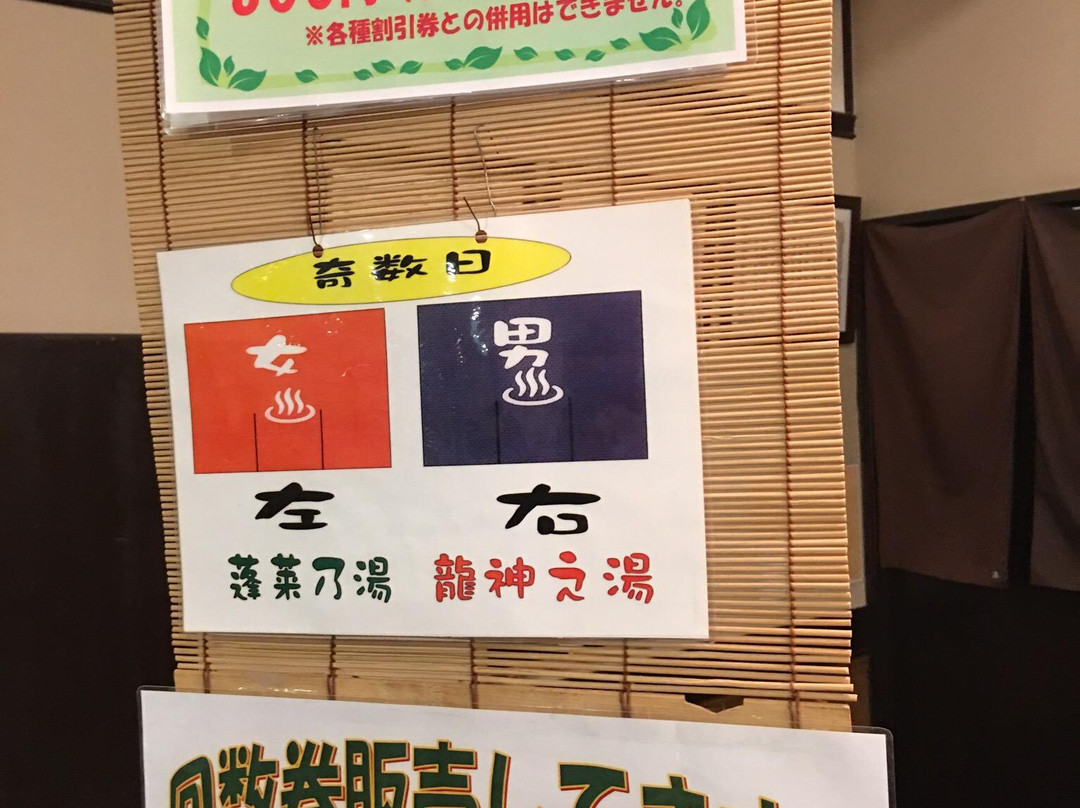 ※各種割引券との併用はできません。
奇数日
女
男
左
右
蓬莱乃湯
龍神之湯
回数券販売して